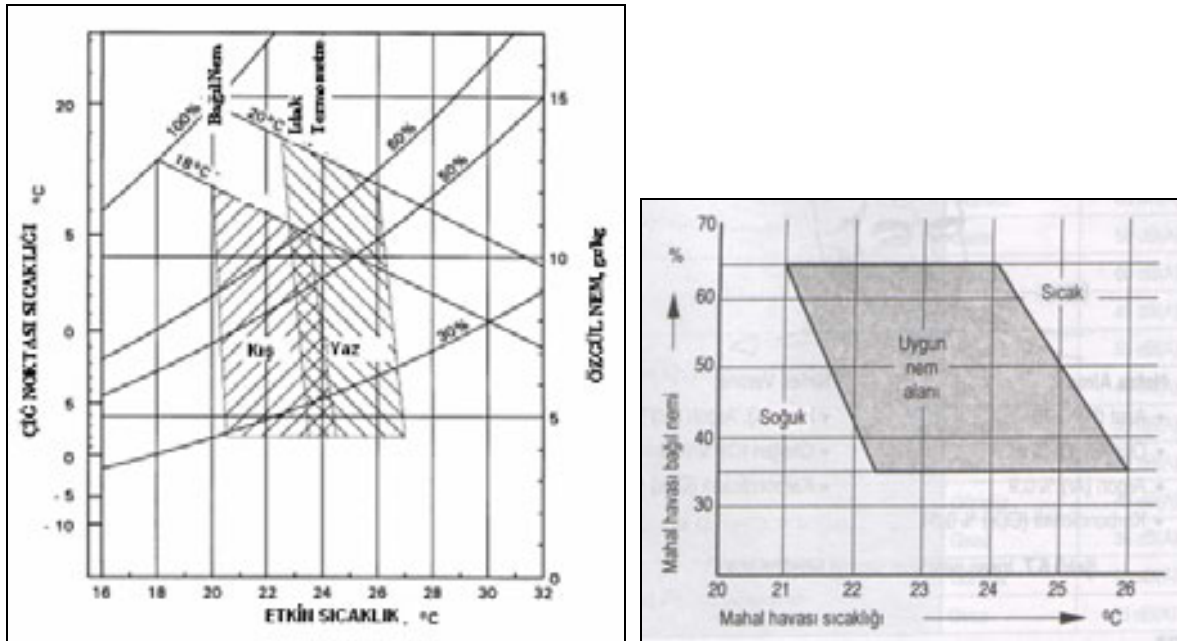 Bağıl Nem
Islak
Termometre
100%
20°C
18°C
60%
50%
30%
Kış
Yaz
ÇİĞ NOKTASI SICAKLIĞI °C
20
5
0
5
0
- 5
- 10
ÖZGÜL NEM, gr/kg
15
10
5
0
16 18 20 22 24 26 28 30 32
ETKİN SICAKLIK, °C
70
%
60
50
40
30
Mahal havası bağıl nemi
Sıcak
Uygun
nem
alanı
Soğuk
20 21 22 23 24 25 26
Mahal havası sıcaklığı °C